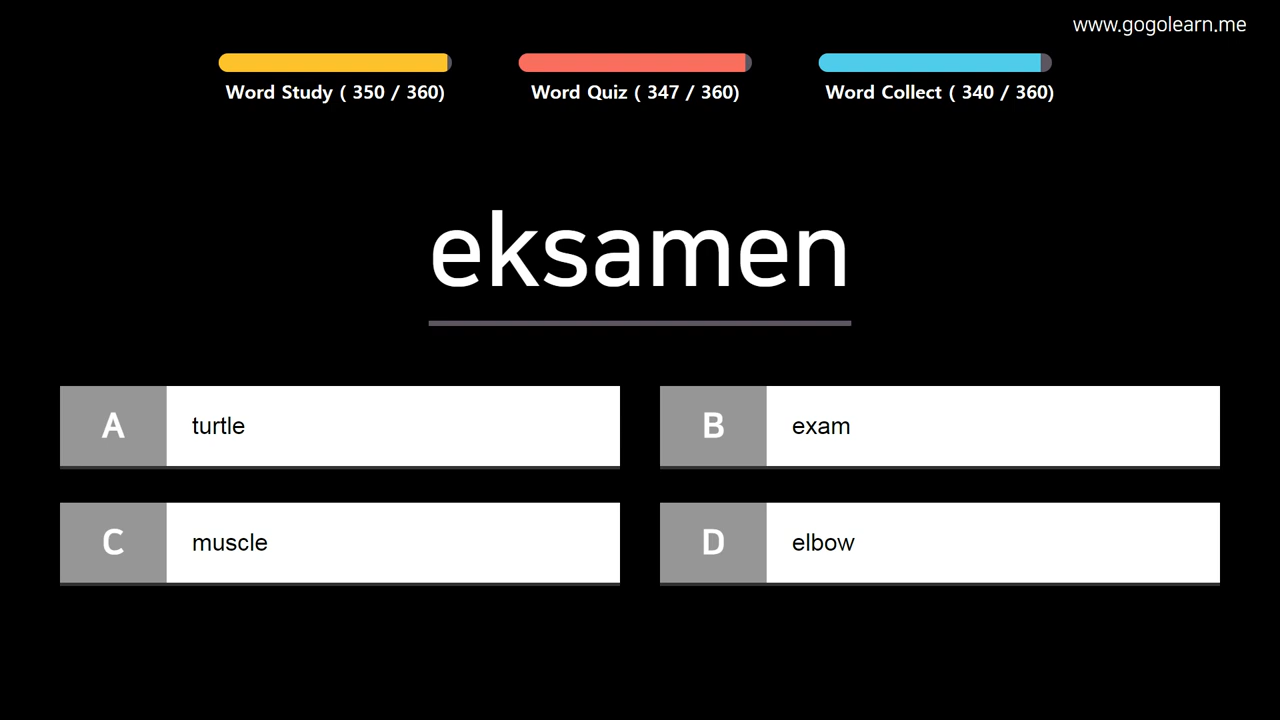 www.gogolearn.me
Word Study ( 350 / 360)
Word Quiz ( 347 / 360)
Word Collect ( 340 / 360)
eksamen
A turtle
B exam
C muscle
D elbow